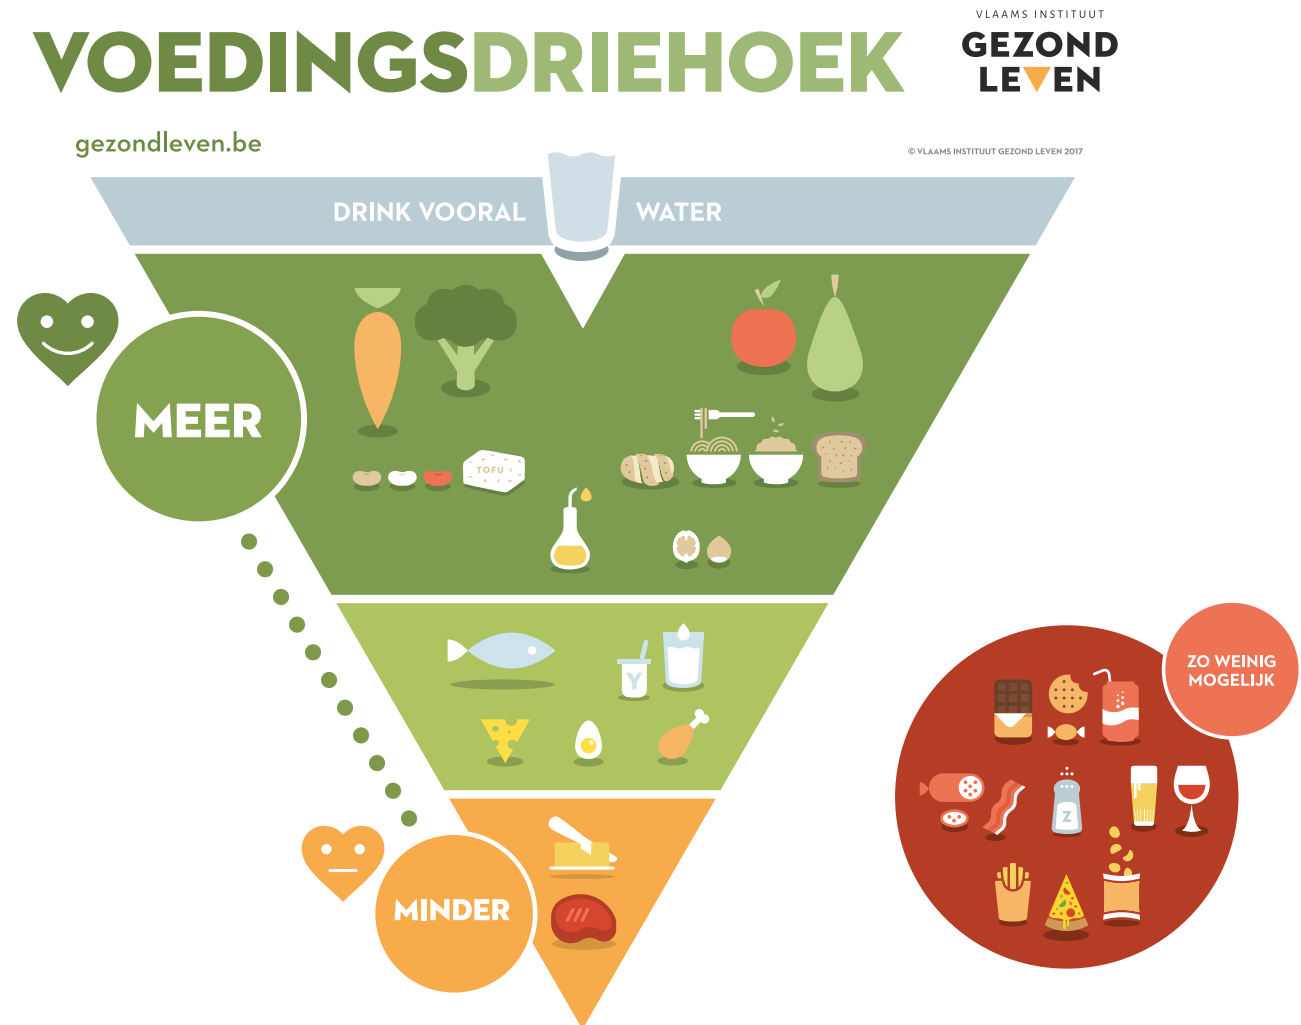 VLAAMS INSTITUUT
GEZOND
LEVEN
VOEDINGSDRIEHOEK
gezondleven.be
© VLAAMS INSTITUUT GEZOND LEVEN 2017
DRINK VOORAL WATER
MEER
TOFU
Y
ZO WEINIG
MOGELIJK
Z
MINDER